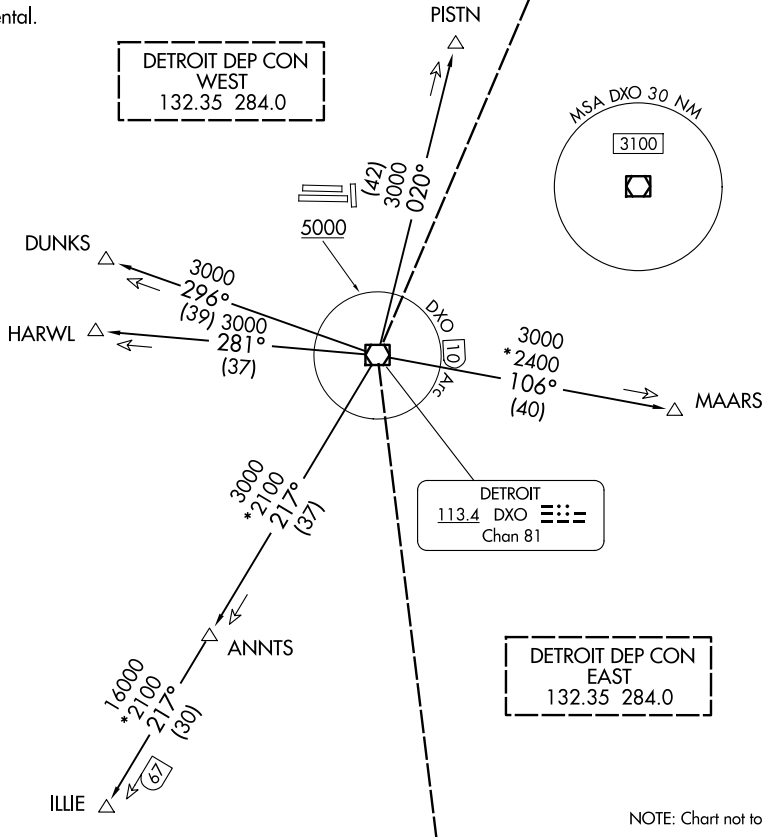 ental.
PISTN
DETROIT DEP CON
WEST
132.35 284.0
MSA DXO 30 NM
3100
(42)
3000
020°
5000
DUNKS
3000
296°
(39)
HARWL
3000
281°
(37)
DXO 10 Arc
3000
*2400
106°
(40)
MAARS
3000
*2100
217°
(37)
DETROIT
113.4 DXO
Chan 81
ANNTS
DETROIT DEP CON
EAST
132.35 284.0
16000
*2100
217°
(30)
67
ILLIE
NOTE: Chart not to